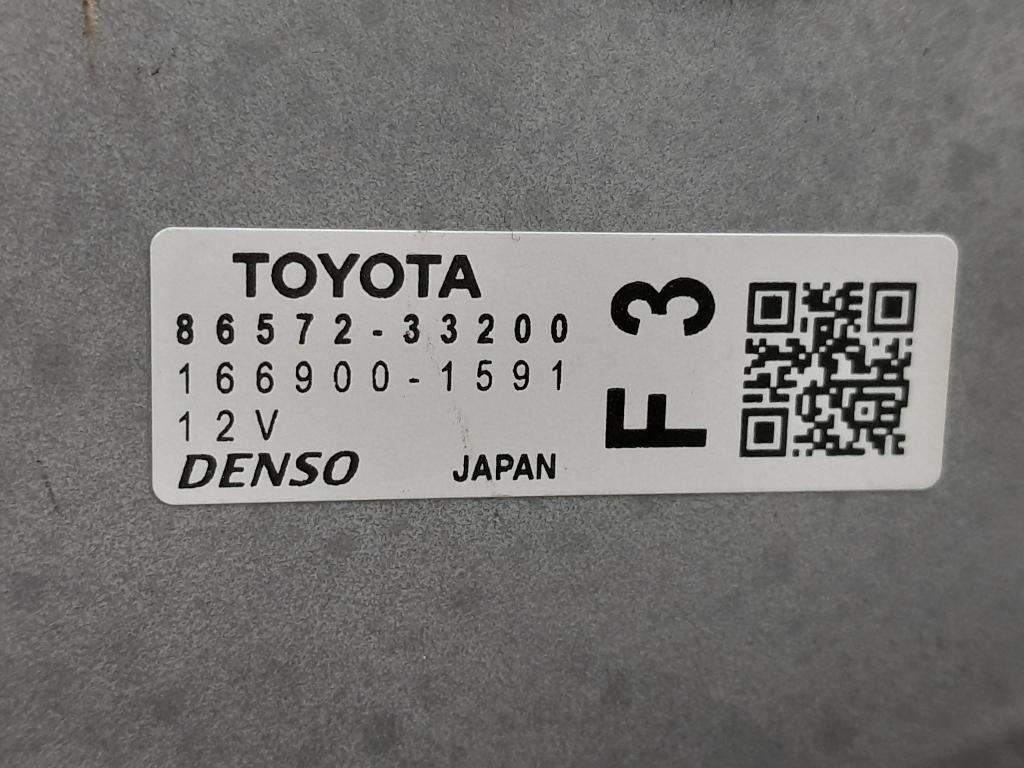 TOYOTA
86572-33200
166900-1591
12V
DENSO JAPAN
F3